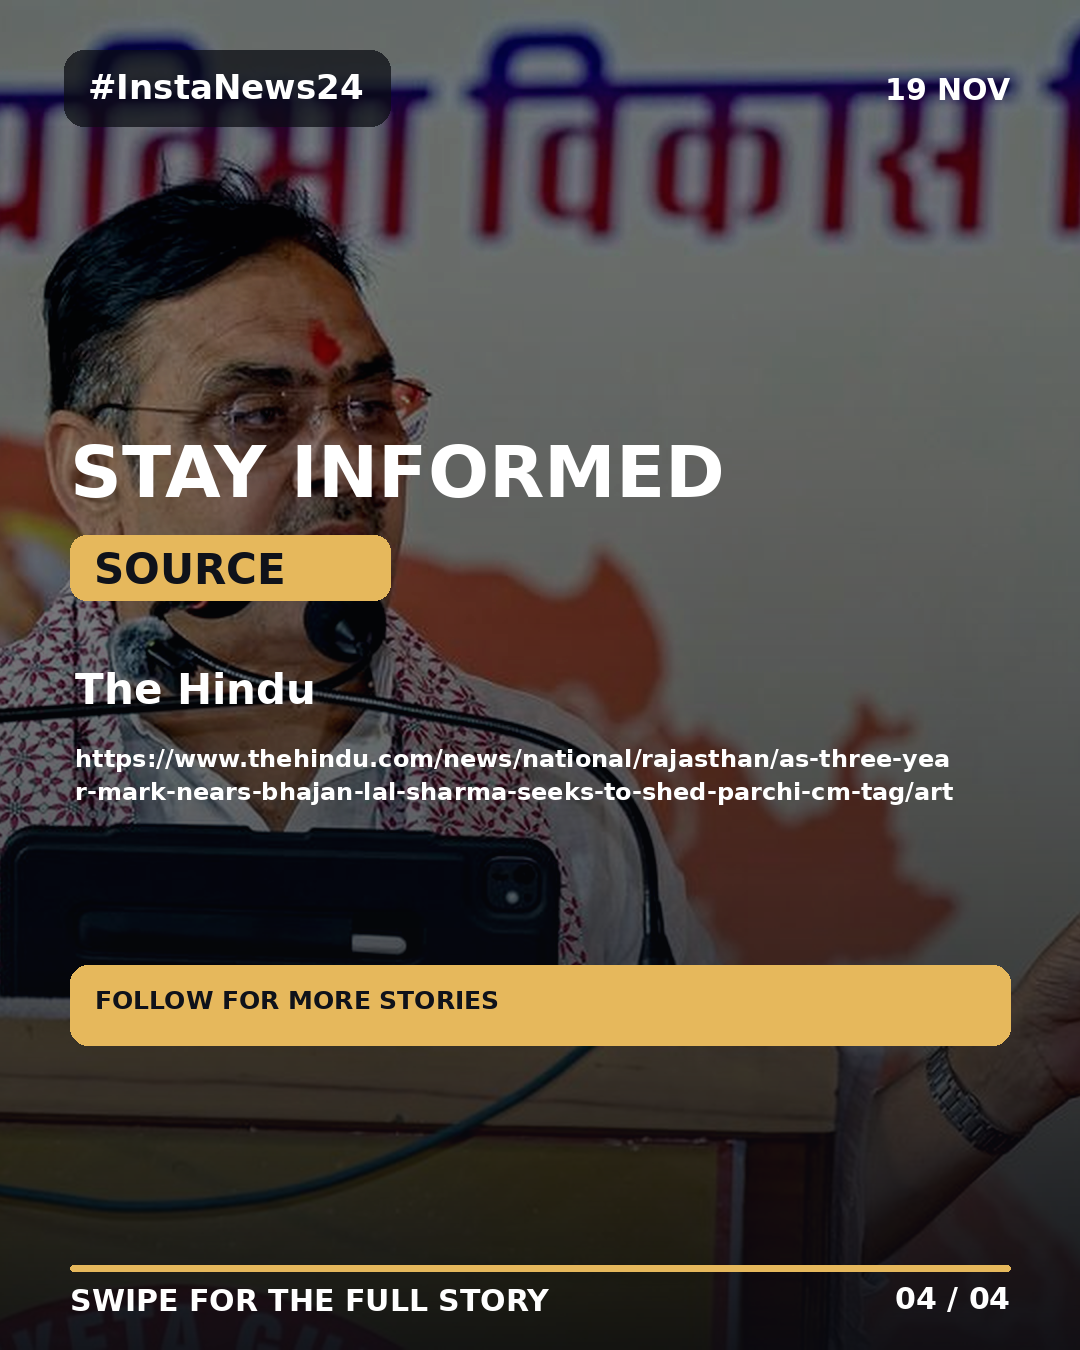 #InstaNews24
19 NOV
विकास
STAY INFORMED
SOURCE
The Hindu
https://www.thehindu.com/news/national/rajasthan/as-three-yea
r-mark-nears-bhajan-lal-sharma-seeks-to-shed-parchi-cm-tag/art
FOLLOW FOR MORE STORIES
SWIPE FOR THE FULL STORY
04 / 04